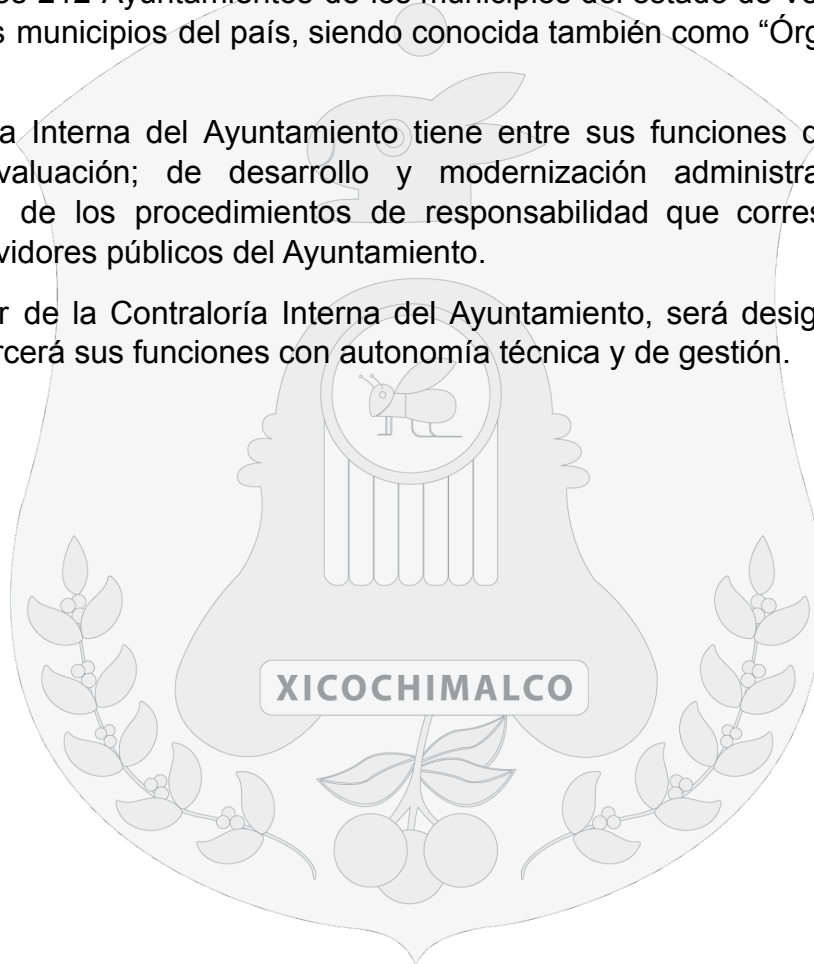 212 Ayuntamientos de los municipios del estado de
municipios del país, siendo conocida también como “Órg
a Interna del Ayuntamiento tiene entre sus funciones
valuación; de desarrollo y modernización administra
de los procedimientos de responsabilidad que corres
vidores públicos del Ayuntamiento.
r de la Contraloría Interna del Ayuntamiento, será desig
rcerá sus funciones con autonomía técnica y de gestión.
XICOCHIMALCO